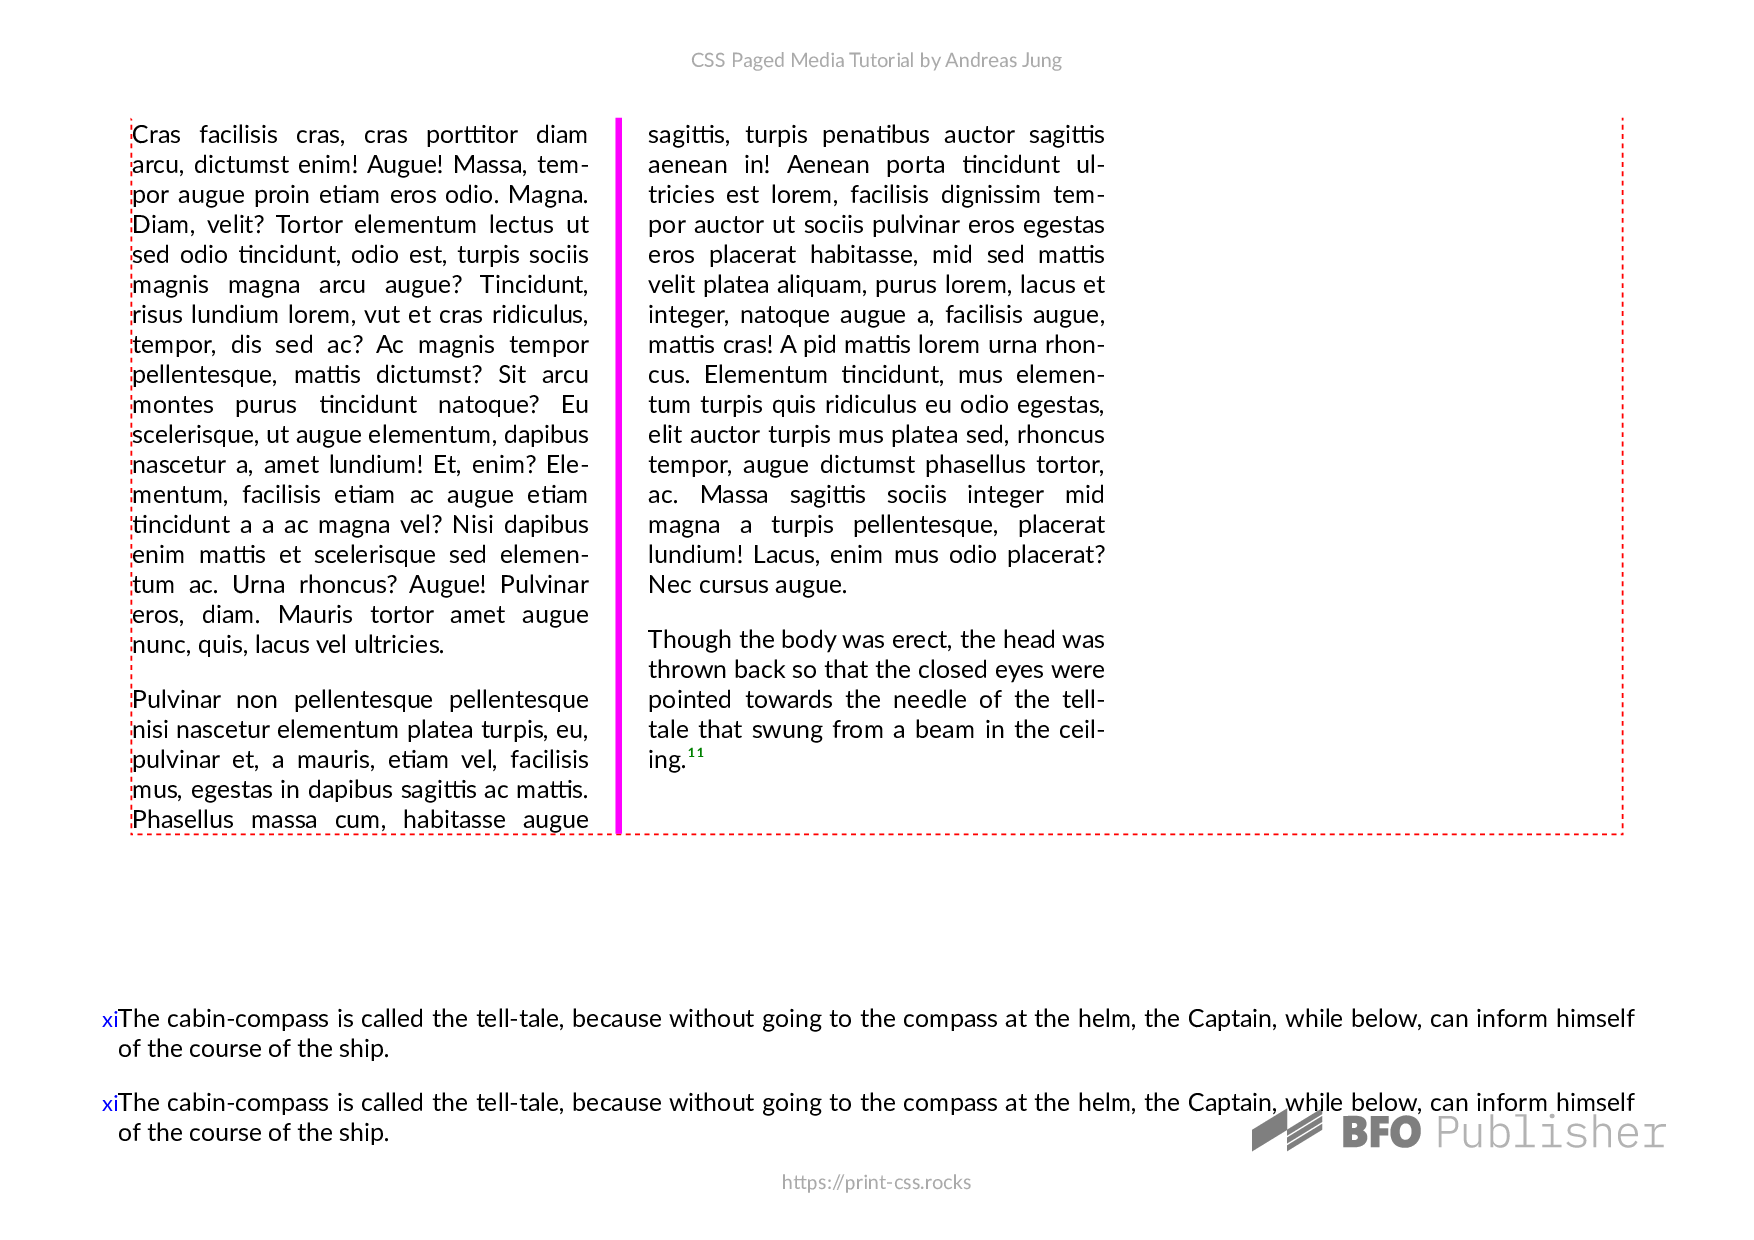 CSS Paged Media Tutorial by Andreas Jung
Cras facilisis cras, cras porttitor diam
arcu, dictumst enim! Augue! Massa, tem-
por augue proin etiam eros odio. Magna.
Diam, velit? Tortor elementum lectus ut
sed odio tincidunt, odio est, turpis sociis
magnis magna arcu augue? Tincidunt,
risus lundium lorem, vut et cras ridiculus,
tempor, dis sed ac? Ac magnis tempor
pellentesque, mattis dictumst? Sit arcu
montes purus tincidunt natoque? Eu
scelerisque, ut augue elementum, dapibus
nascetur a, amet lundium! Et, enim? Ele-
mentum, facilisis etiam ac augue etiam
tincidunt a a ac magna vel? Nisi dapibus
enim mattis et scelerisque sed elemen-
tum ac. Urna rhoncus? Augue! Pulvinar
eros, diam. Mauris tortor amet augue
nunc, quis, lacus vel ultricies.
Pulvinar non pellentesque pellentesque
nisi nascetur elementum platea turpis, eu,
pulvinar et, a mauris, etiam vel, facilisis
mus, egestas in dapibus sagittis ac mattis.
Phasellus massa cum, habitasse augue
sagittis, turpis penatibus auctor sagittis
aenean in! Aenean porta tincidunt ul-
tricies est lorem, facilisis dignissim tem-
por auctor ut sociis pulvinar eros egestas
eros placerat habitasse, mid sed mattis
velit platea aliquam, purus lorem, lacus et
integer, natoque augue a, facilisis augue,
mattis cras! A pid mattis lorem urna rhon-
cus. Elementum tincidunt, mus elemen-
tum turpis quis ridiculus eu odio egestas,
elit auctor turpis mus platea sed, rhoncus
tempor, augue dictumst phasellus tortor,
ac. Massa sagittis sociis integer mid
magna a turpis pellentesque, placerat
lundium! Lacus, enim mus odio placerat?
Nec cursus augue.
Though the body was erect, the head was
thrown back so that the closed eyes were
pointed towards the needle of the tell-
tale that swung from a beam in the ceil-
ing.11
xiThe cabin-compass is called the tell-tale, because without going to the compass at the helm, the Captain, while below, can inform himself
of the course of the ship.
xiThe cabin-compass is called the tell-tale, because without going to the compass at the helm, the Captain, while below, can inform himself
of the course of the ship.
BFO Publisher
https://print-css.rocks